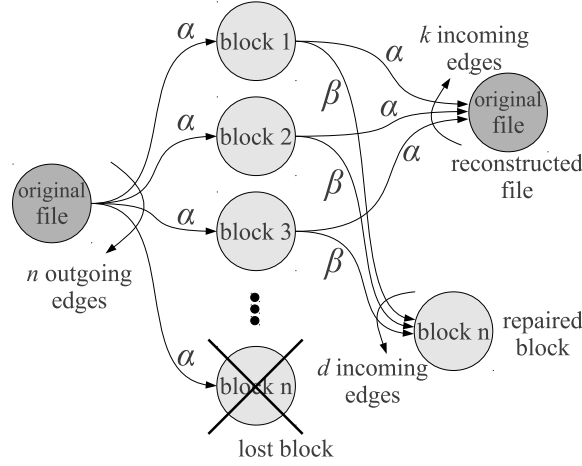 α
block 1
α
k incoming
edges
original
file
β
α
block 2
α
α
reconstructed
file
original
file
α
block 3
β
β
n outgoing
edges
α
block n
lost block
block n
repaired
block
d incoming
edges